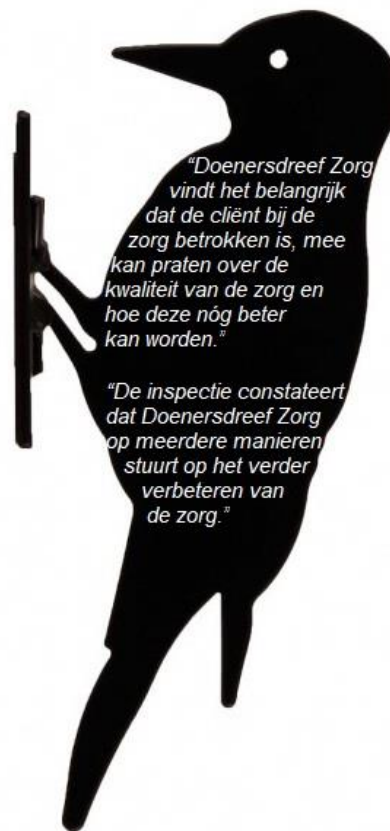 “Doenersdreef Zorg
vindt het belangrijk
dat de cliënt bij de
zorg betrokken is, mee
kan praten over de
kwaliteit van de zorg en
hoe deze nóg beter
kan worden.”
“De inspectie constateert
dat Doenersdreef Zorg
op meerdere manieren
stuurt op het verder
verbeteren van
de zorg.”